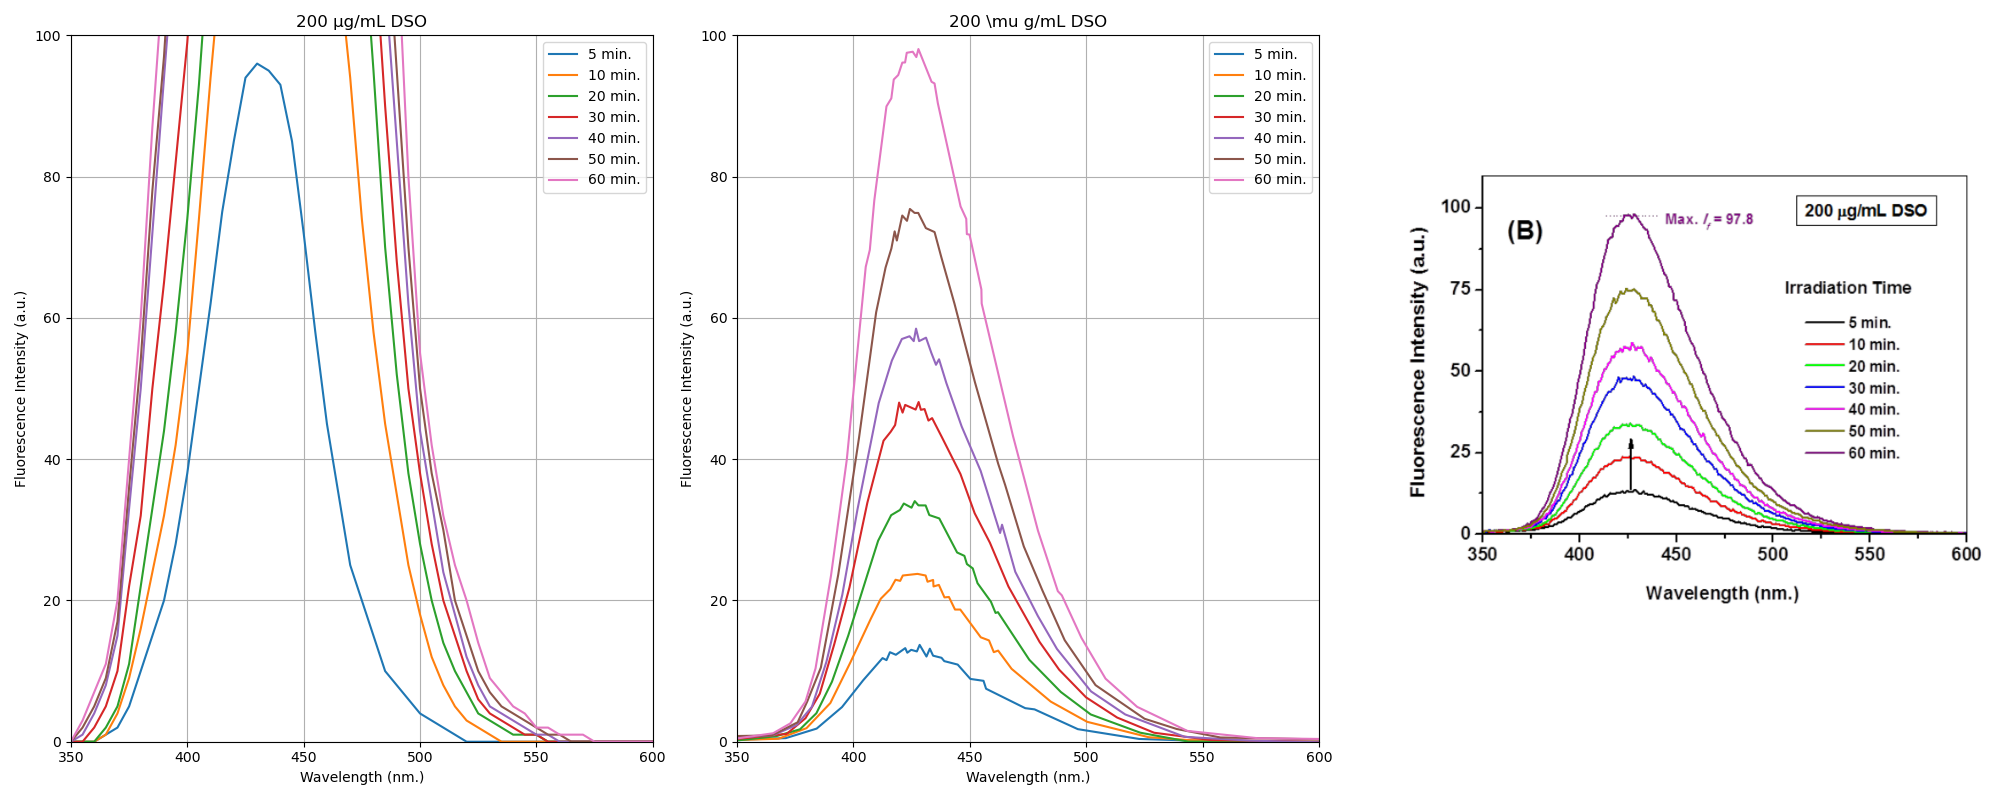 200 µg/mL DSO
100
80
60
40
20
0
Fluorescence Intensity (a.u.)
5 min.
10 min.
20 min.
30 min.
40 min.
50 min.
60 min.
350 400 450 500 550 600
Wavelength (nm.)
200 \mu g/mL DSO
100
80
60
40
20
0
Fluorescence Intensity (a.u.)
5 min.
10 min.
20 min.
30 min.
40 min.
50 min.
60 min.
350 400 450 500 550 600
Wavelength (nm.)
200 µg/mL DSO
Max. If = 97.8
(B)
100
75
50
25
0
Fluorescence Intensity (a.u.)
Irradiation Time
5 min.
10 min.
20 min.
30 min.
40 min.
50 min.
60 min.
350 400 450 500 550 600
Wavelength (nm.)